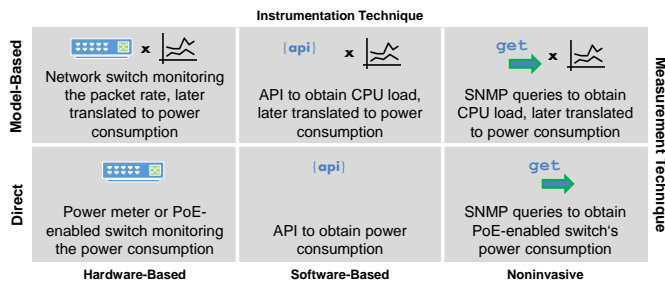 Instrumentation Technique
Model-Based
x
{api}
x
get
x
Network switch monitoring
the packet rate, later
translated to power
consumption
API to obtain CPU load,
later translated to power
consumption
SNMP queries to obtain
CPU load, later translated
to power consumption
Measurement Technique
Direct
{api}
get
Power meter or PoE-
enabled switch monitoring
the power consumption
API to obtain power
consumption
SNMP queries to obtain
PoE-enabled switch‘s
power consumption
Hardware-Based
Software-Based
Noninvasive